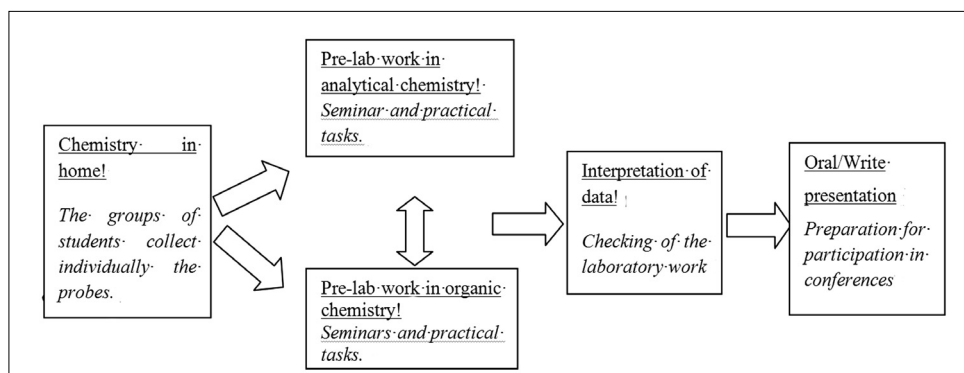 Chemistry in
home!
The groups of
students collect
individually the
probes.
Pre-lab work in
analytical chemistry!
Seminar and practical
tasks.
Pre-lab work in organic
chemistry!
Seminars and practical
tasks.
Interpretation of
data!
Checking of the
laboratory work
Oral/Write
presentation
Preparation for
participation in
conferences